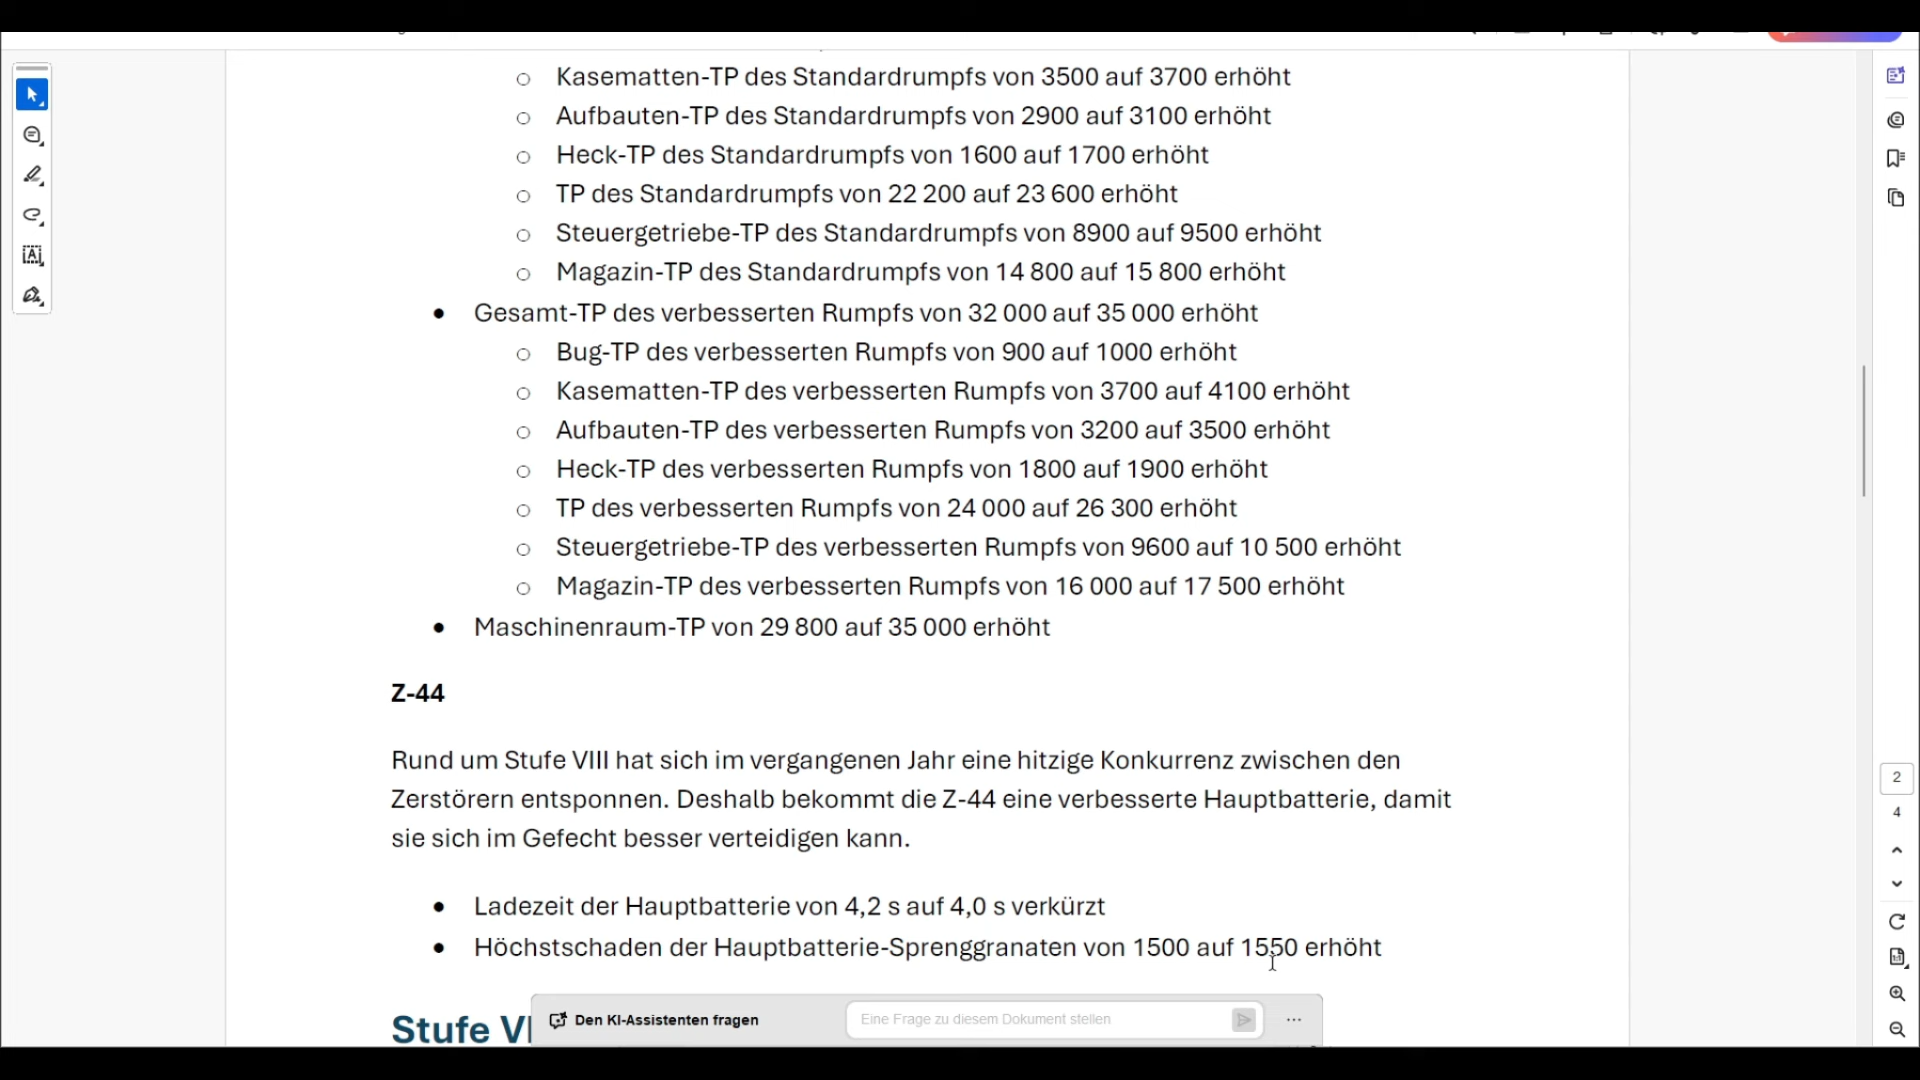 Kasematten-TP des Standardrumpfs von 3500 auf 3700 erhöht
Aufbauten-TP des Standardrumpfs von 2900 auf 3100 erhöht
Heck-TP des Standardrumpfs von 1600 auf 1700 erhöht
TP des Standardrumpfs von 22 200 auf 23 600 erhöht
Steuergetriebe-TP des Standardrumpfs von 8900 auf 9500 erhöht
Magazin-TP des Standardrumpfs von 14 800 auf 15 800 erhöht
Gesamt-TP des verbesserten Rumpfs von 32 000 auf 35 000 erhöht
Bug-TP des verbesserten Rumpfs von 900 auf 1000 erhöht
Kasematten-TP des verbesserten Rumpfs von 3700 auf 4100 erhöht
Aufbauten-TP des verbesserten Rumpfs von 3200 auf 3500 erhöht
Heck-TP des verbesserten Rumpfs von 1800 auf 1900 erhöht
TP des verbesserten Rumpfs von 24 000 auf 26 300 erhöht
Steuergetriebe-TP des verbesserten Rumpfs von 9600 auf 10 500 erhöht
Magazin-TP des verbesserten Rumpfs von 16 000 auf 17 500 erhöht
Maschinenraum-TP von 29 800 auf 35 000 erhöht
Z-44
Rund um Stufe VIII hat sich im vergangenen Jahr eine hitzige Konkurrenz zwischen den
Zerstörern entsponnen. Deshalb bekommt die Z-44 eine verbesserte Hauptbatterie, damit
sie sich im Gefecht besser verteidigen kann.
Ladezeit der Hauptbatterie von 4,2 s auf 4,0 s verkürzt
Höchstschaden der Hauptbatterie-Sprenggranaten von 1500 auf 1550 erhöht
Stufe
Den KI-Assistenten fragen
Eine Frage zu diesem Dokument stellen
2
4